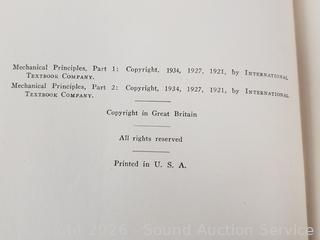 Mechanical Principles, Part 1: Copyright, 1934, 1927, 1921, by INTERNATIONAL
TEXTBOOK COMPANY.
Mechanical Principles, Part 2: Copyright, 1934, 1927, 1921, by INTERNATIONAL
TEXTBOOK COMPANY.
Copyright in Great Britain
All rights reserved
Printed in U. S. A.
2026 - Sound Auction Service